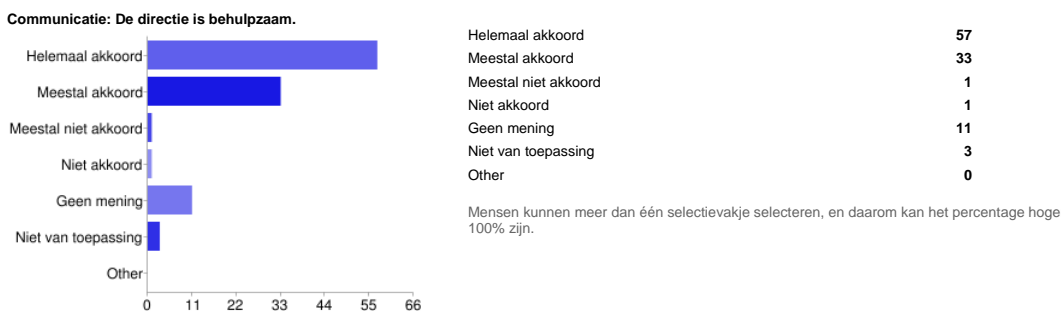 Communicatie: De directie is behulpzaam.
Helemaal akkoord
Meestal akkoord
Meestal niet akkoord
Niet akkoord
Geen mening
Niet van toepassing
Other
0 11 22 33 44 55 66
Helemaal akkoord 57
Meestal akkoord 33
Meestal niet akkoord 1
Niet akkoord 1
Geen mening 11
Niet van toepassing 3
Other 0
Mensen kunnen meer dan één selectievakje selecteren, en daarom kan het percentage hoge
100% zijn.